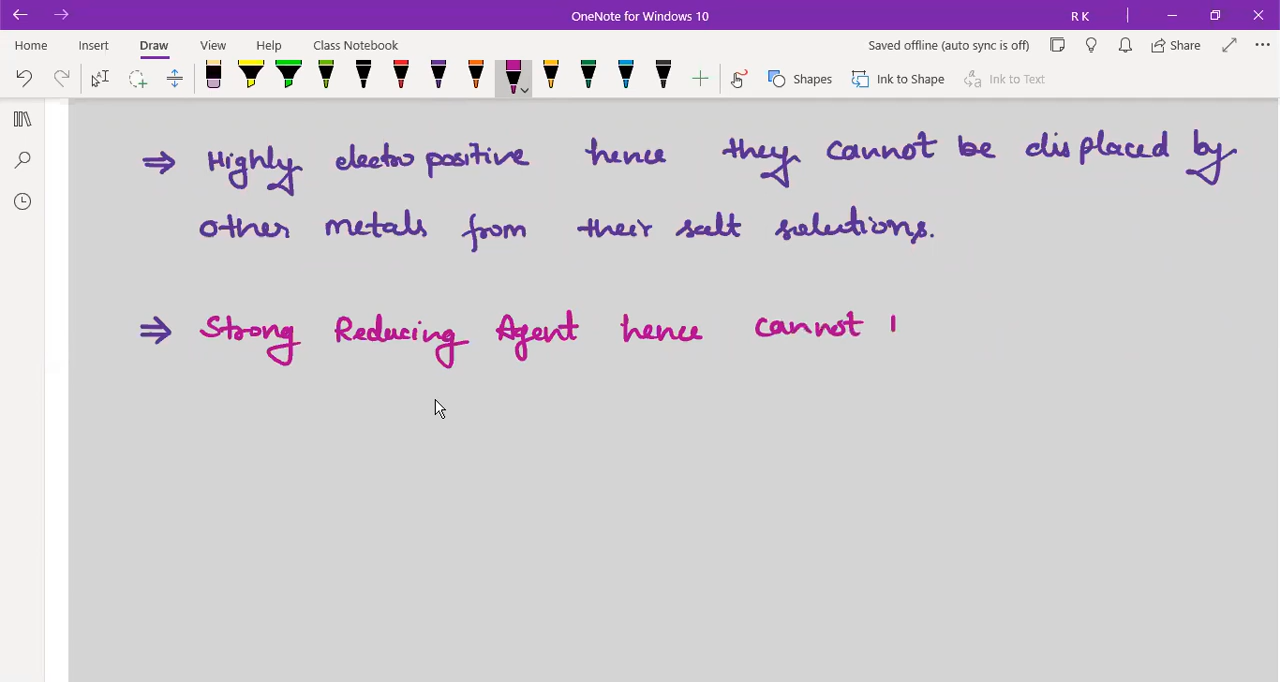 OneNote for Windows 10
R K
Home Insert Draw View Help Class Notebook
Saved offline (auto sync is off) Share
Shapes Ink to Shape Ink to Text
⇒ Highly electro positive hence they cannot be displaced by
other metals from their salt solutions.
⇒ Strong Reducing Agent hence cannot